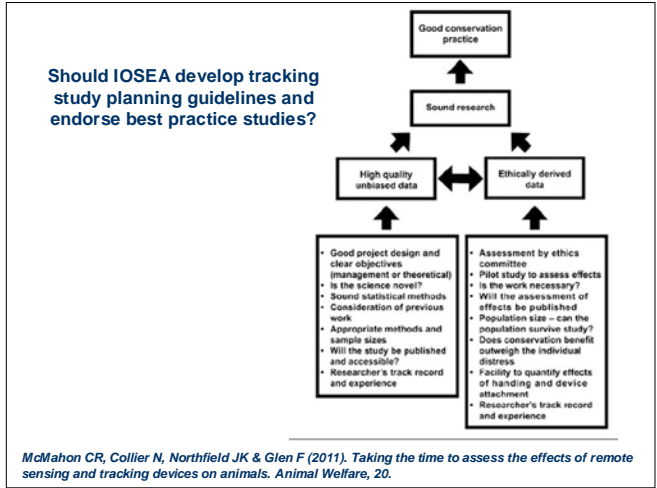 Should IOSEA develop tracking
study planning guidelines and
endorse best practice studies?
Good conservation
practice
Sound research
High quality
unbiased data
Ethically derived
data
• Good project design and
clear objectives
(management or theoretical)
• Is the science novel?
• Sound statistical methods
• Consideration of previous
work
• Appropriate methods and
sample sizes
• Will the study be published
and accessible?
• Researcher's track record
and experience
• Assessment by ethics
committee
• Pilot study to assess effects
• Is the work necessary?
• Will the assessment of
effects be published
• Population size – can the
population survive study?
• Does conservation benefit
outweigh the individual
distress
• Facility to quantify effects
of handing and device
attachment
• Researcher's track record
and experience
McMahon CR, Collier N, Northfield JK & Glen F (2011). Taking the time to assess the effects of remote
sensing and tracking devices on animals. Animal Welfare, 20.